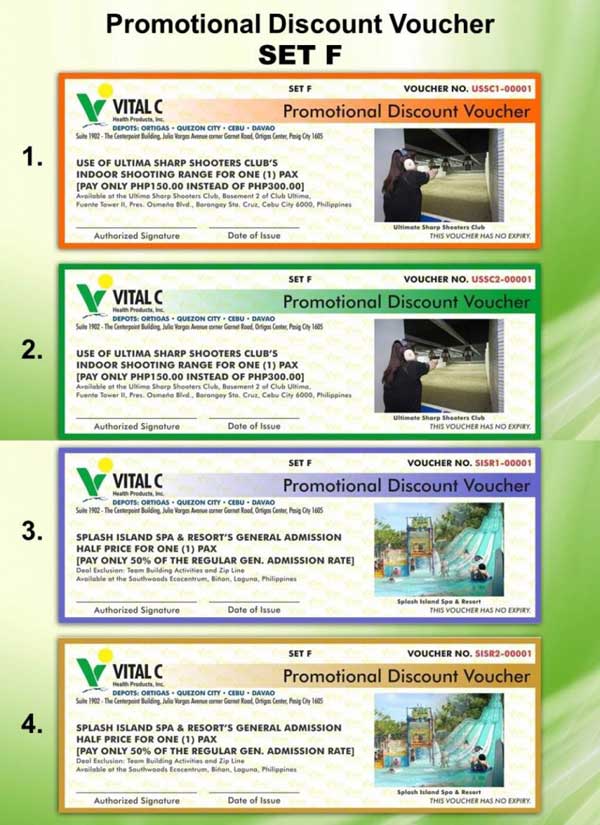 Promotional Discount Voucher
SET F
1.
SET F
VOUCHER NO. USSC1-00001
VITAL C
Health Products, Inc.
Promotional Discount Voucher
DEPOTS: ORTIGAS • QUEZON CITY • CEBU • DAVAO
Suite 1902 - The Centerpoint Building, Julia Vargas Avenue corner Garnet Road, Ortigas Center, Pasig City 1605
USE OF ULTIMA SHARP SHOOTERS CLUB'S
INDOOR SHOOTING RANGE FOR ONE (1) PAX
[PAY ONLY PHP150.00 INSTEAD OF PHP300.00]
Available at the Ultima Sharp Shooters Club, Basement 2 of Club Ultima,
Fuente Tower II, Pres. Osmeña Blvd., Barangay Sta. Cruz, Cebu City 6000, Philippines
Ultimate Sharp Shooters Club
Authorized Signature
Date of Issue
THIS VOUCHER HAS NO EXPIRY.
2.
SET F
VOUCHER NO. USSC2-00001
VITAL C
Health Products, Inc.
Promotional Discount Voucher
DEPOTS: ORTIGAS • QUEZON CITY • CEBU • DAVAO
Suite 1902 - The Centerpoint Building, Julia Vargas Avenue corner Garnet Road, Ortigas Center, Pasig City 1605
USE OF ULTIMA SHARP SHOOTERS CLUB'S
INDOOR SHOOTING RANGE FOR ONE (1) PAX
[PAY ONLY PHP150.00 INSTEAD OF PHP300.00]
Available at the Ultima Sharp Shooters Club, Basement 2 of Club Ultima,
Fuente Tower II, Pres. Osmeña Blvd., Barangay Sta. Cruz, Cebu City 6000, Philippines
Ultimate Sharp Shooters Club
Authorized Signature
Date of Issue
THIS VOUCHER HAS NO EXPIRY.
3.
SET F
VOUCHER NO. SISR1-00001
VITAL C
Health Products, Inc.
Promotional Discount Voucher
DEPOTS: ORTIGAS • QUEZON CITY • CEBU • DAVAO
Suite 1902 - The Centerpoint Building, Julia Vargas Avenue corner Garnet Road, Ortigas Center, Pasig City 1605
SPLASH ISLAND SPA & RESORT'S GENERAL ADMISSION
HALF PRICE FOR ONE (1) PAX
[PAY ONLY 50% OF THE REGULAR GEN. ADMISSION RATE]
Deal Exclusion: Team Building Activities and Zip Line
Available at the Southwoods Ecocentrum, Biñan, Laguna, Philippines
Splash Island Spa & Resort
Authorized Signature
Date of Issue
THIS VOUCHER HAS NO EXPIRY.
4.
SET F
VOUCHER NO. SISR2-00001
VITAL C
Health Products, Inc.
Promotional Discount Voucher
DEPOTS: ORTIGAS • QUEZON CITY • CEBU • DAVAO
Suite 1902 - The Centerpoint Building, Julia Vargas Avenue corner Garnet Road, Ortigas Center, Pasig City 1605
SPLASH ISLAND SPA & RESORT'S GENERAL ADMISSION
HALF PRICE FOR ONE (1) PAX
[PAY ONLY 50% OF THE REGULAR GEN. ADMISSION RATE]
Deal Exclusion: Team Building Activities and Zip Line
Available at the Southwoods Ecocentrum, Biñan, Laguna, Philippines
Splash Island Spa & Resort
Authorized Signature
Date of Issue
THIS VOUCHER HAS NO EXPIRY.